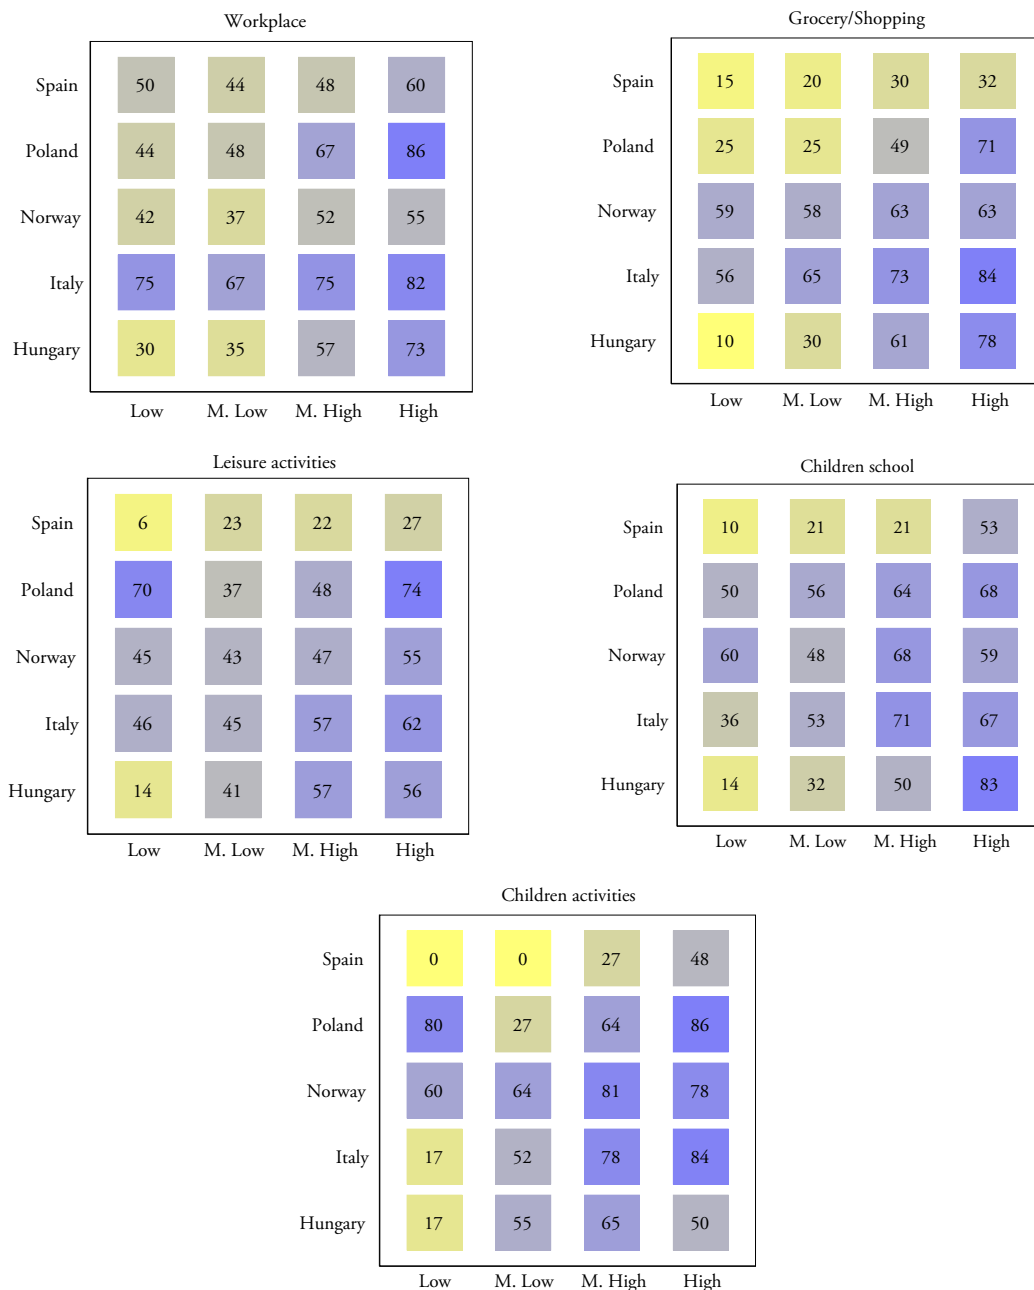 Workplace
Spain 50 44 48 60
Poland 44 48 67 86
Norway 42 37 52 55
Italy 75 67 75 82
Hungary 30 35 57 73
Low M. Low M. High High
Grocery/Shopping
Spain 15 20 30 32
Poland 25 25 49 71
Norway 59 58 63 63
Italy 56 65 73 84
Hungary 10 30 61 78
Low M. Low M. High High
Leisure activities
Spain 6 23 22 27
Poland 70 37 48 74
Norway 45 43 47 55
Italy 46 45 57 62
Hungary 14 41 57 56
Low M. Low M. High High
Children school
Spain 10 21 21 53
Poland 50 56 64 68
Norway 60 48 68 59
Italy 36 53 71 67
Hungary 14 32 50 83
Low M. Low M. High High
Children activities
Spain 0 0 27 48
Poland 80 27 64 86
Norway 60 64 81 78
Italy 17 52 78 84
Hungary 17 55 65 50
Low M. Low M. High High